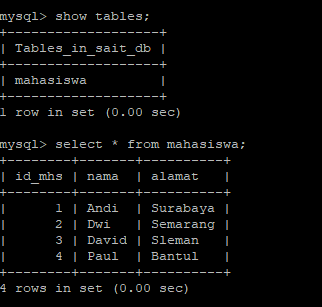 mysql> show tables;
+-------------------+
| Tables_in_sait_db |
+-------------------+
| mahasiswa         |
+-------------------+
1 row in set (0.00 sec)

mysql> select * from mahasiswa;
+--------+-------+----------+
| id_mhs | nama  | alamat   |
+--------+-------+----------+
|      1 | Andi  | Surabaya |
|      2 | Dwi   | Semarang |
|      3 | David | Sleman   |
|      4 | Paul  | Bantul   |
+--------+-------+----------+
4 rows in set (0.00 sec)